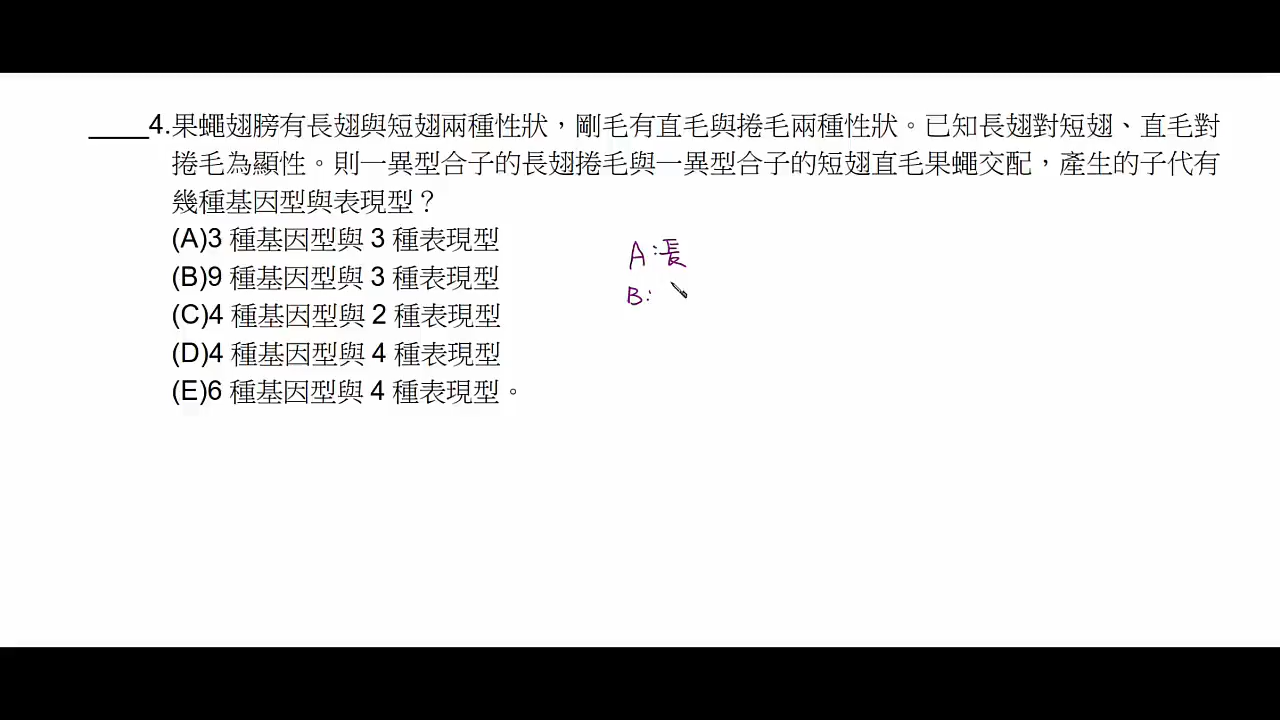 ____4.果蠅翅膀有長翅與短翅兩種性狀，剛毛有直毛與捲毛兩種性狀。已知長翅對短翅、直毛對
捲毛為顯性。則一異型合子的長翅捲毛與一異型合子的短翅直毛果蠅交配，產生的子代有
幾種基因型與表現型？
(A)3 種基因型與 3 種表現型
(B)9 種基因型與 3 種表現型
(C)4 種基因型與 2 種表現型
(D)4 種基因型與 4 種表現型
(E)6 種基因型與 4 種表現型。
A:長
B: